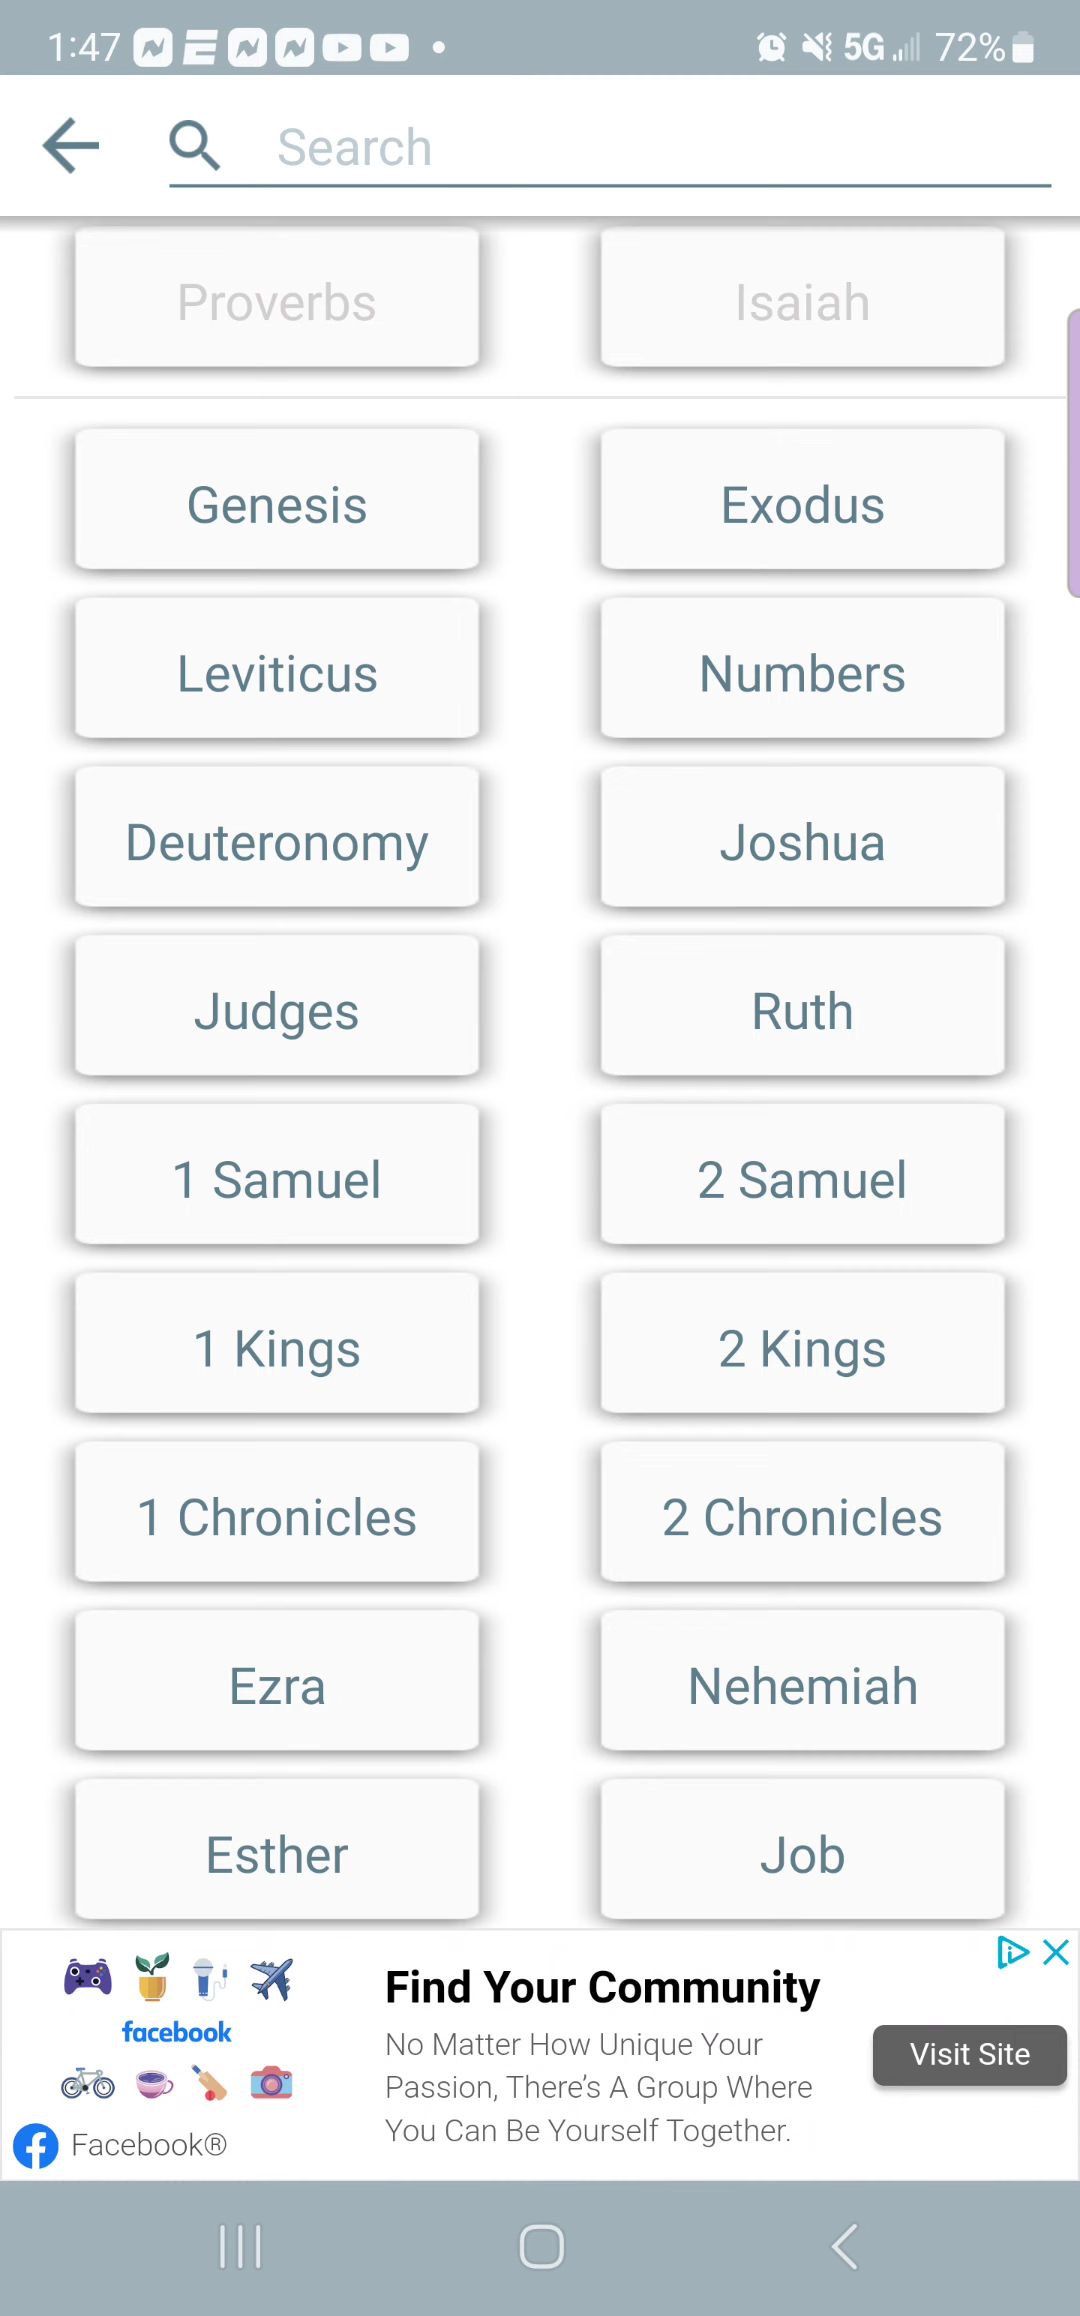 1:47 5G 72%
Search
Proverbs Isaiah
Genesis Exodus
Leviticus Numbers
Deuteronomy Joshua
Judges Ruth
1 Samuel 2 Samuel
1 Kings 2 Kings
1 Chronicles 2 Chronicles
Ezra Nehemiah
Esther Job
facebook
Facebook®
Find Your Community
No Matter How Unique Your
Passion, There's A Group Where
You Can Be Yourself Together.
Visit Site